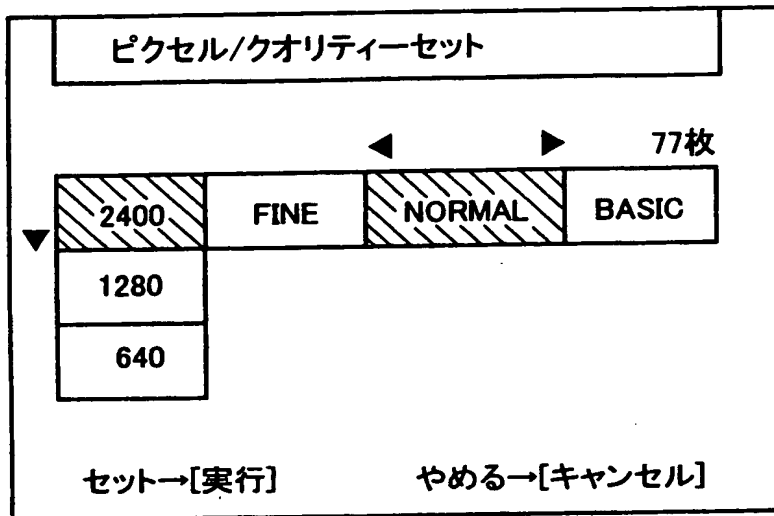 ピクセル/クオリティーセット
◀ ▶ 77枚
2400 FINE NORMAL BASIC
▼
1280
640
セット→[実行] やめる→[キャンセル]